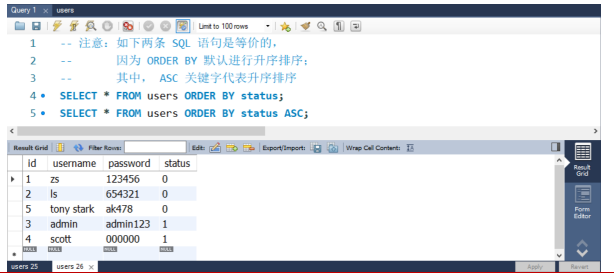 Query 1 × users
Limit to 100 rows
1 -- 注意：如下两条 SQL 语句是等价的，
2 -- 因为 ORDER BY 默认进行升序排序；
3 -- 其中， ASC 关键字代表升序排序
4 SELECT * FROM users ORDER BY status;
5 SELECT * FROM users ORDER BY status ASC;
Result Grid Filter Rows: Edit: Export/Import: Wrap Cell Content:
id username password status
1 zs 123456 0
2 ls 654321 0
5 tony stark ak478 0
3 admin admin123 1
4 scott 000000 1
NULL NULL NULL NULL
Result Grid
Form Editor
users 25 users 26 × Apply Revert